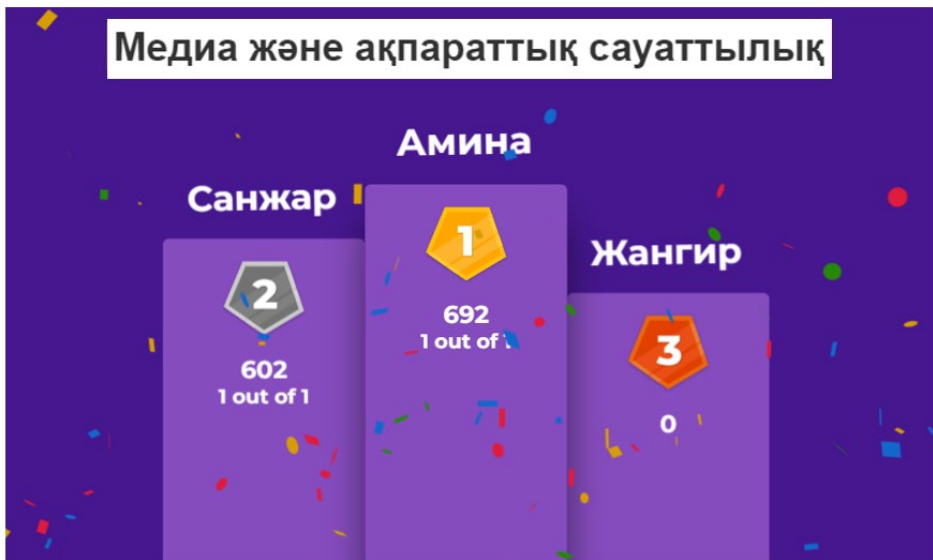 Медиа және ақпараттық сауаттылық
Амина
Санжар
Жангир
1
692
1 out of 1
2
602
1 out of 1
3
0